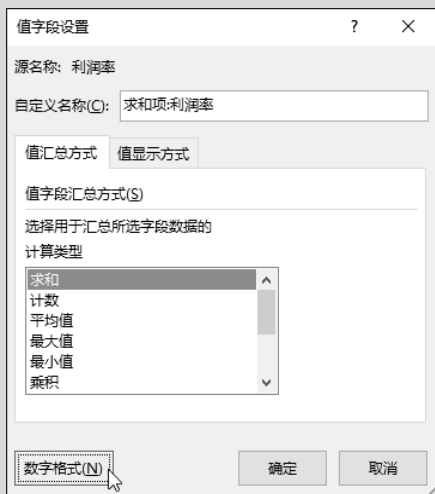 值字段设置 ? ×
源名称: 利润率
自定义名称(C): 求和项:利润率
值汇总方式 值显示方式
值字段汇总方式(S)
选择用于汇总所选字段数据的
计算类型
求和
计数
平均值
最大值
最小值
乘积
数字格式(N) 确定 取消